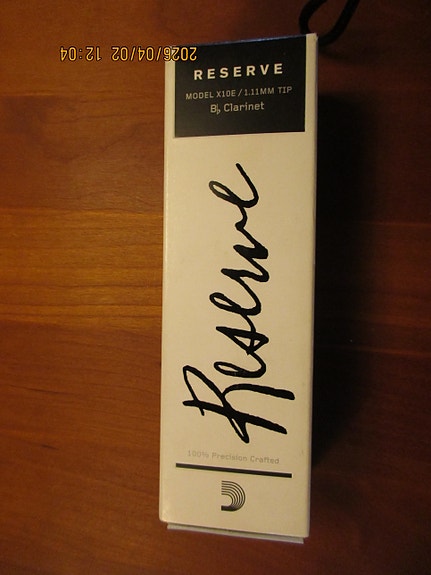 2026/04/02 12:04
RESERVE
MODEL X10E / 1.11MM TIP
B♭ Clarinet
Reserve
100% Precision Crafted